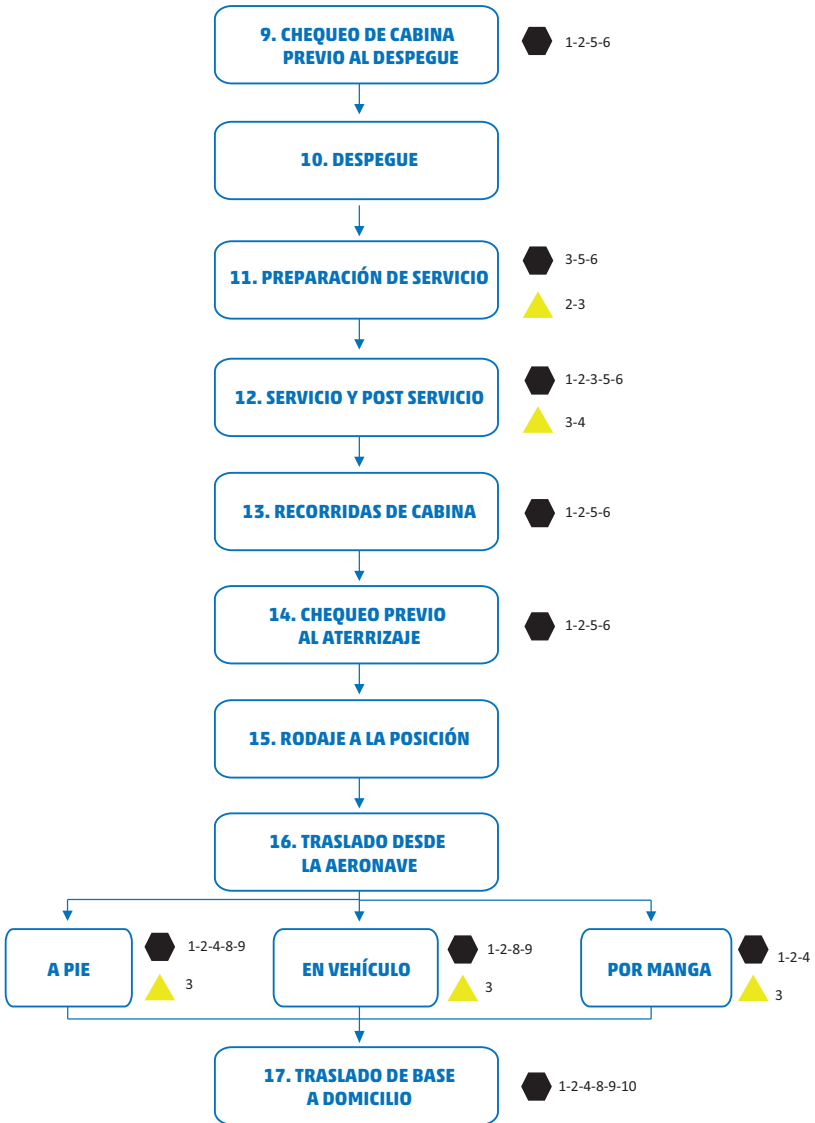 9. CHEQUEO DE CABINA
PREVIO AL DESPEGUE
1-2-5-6
10. DESPEGUE
11. PREPARACIÓN DE SERVICIO
3-5-6
2-3
12. SERVICIO Y POST SERVICIO
1-2-3-5-6
3-4
13. RECORRIDAS DE CABINA
1-2-5-6
14. CHEQUEO PREVIO
AL ATERRIZAJE
1-2-5-6
15. RODAJE A LA POSICIÓN
16. TRASLADO DESDE
LA AERONAVE
A PIE
1-2-4-8-9
3
EN VEHÍCULO
1-2-8-9
3
POR MANGA
1-2-4
3
17. TRASLADO DE BASE
A DOMICILIO
1-2-4-8-9-10